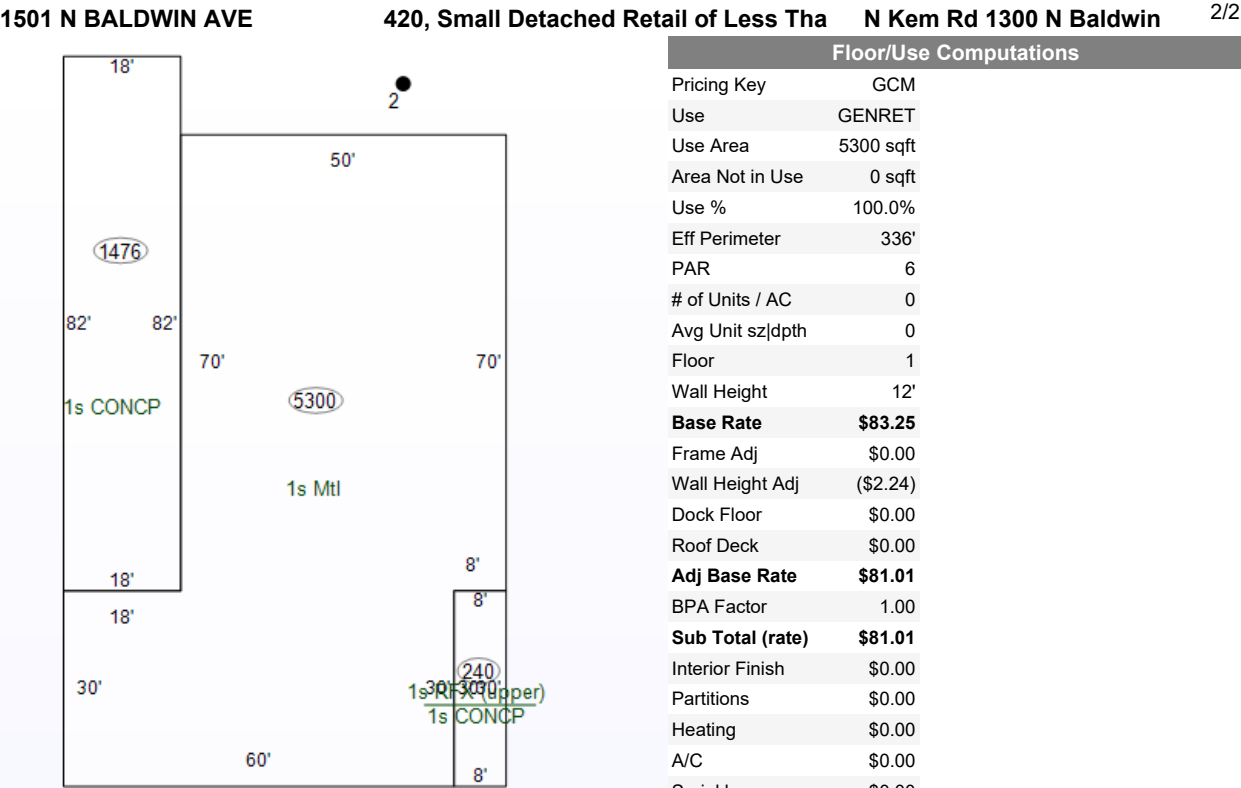 1501 N BALDWIN AVE 420, Small Detached Retail of Less Tha N Kem Rd 1300 N Baldwin 2/2
18'
2
50'
1476
82' 82'
70' 70'
1s CONCP
5300
1s Mtl
8'
18' 8'
18'
240
30' 30' 30'
1s RFX (upper)
1s CONCP
60'
8'
Floor/Use Computations
Pricing Key GCM
Use GENRET
Use Area 5300 sqft
Area Not in Use 0 sqft
Use % 100.0%
Eff Perimeter 336'
PAR 6
# of Units / AC 0
Avg Unit sz|dpth 0
Floor 1
Wall Height 12'
Base Rate $83.25
Frame Adj $0.00
Wall Height Adj ($2.24)
Dock Floor $0.00
Roof Deck $0.00
Adj Base Rate $81.01
BPA Factor 1.00
Sub Total (rate) $81.01
Interior Finish $0.00
Partitions $0.00
Heating $0.00
A/C $0.00